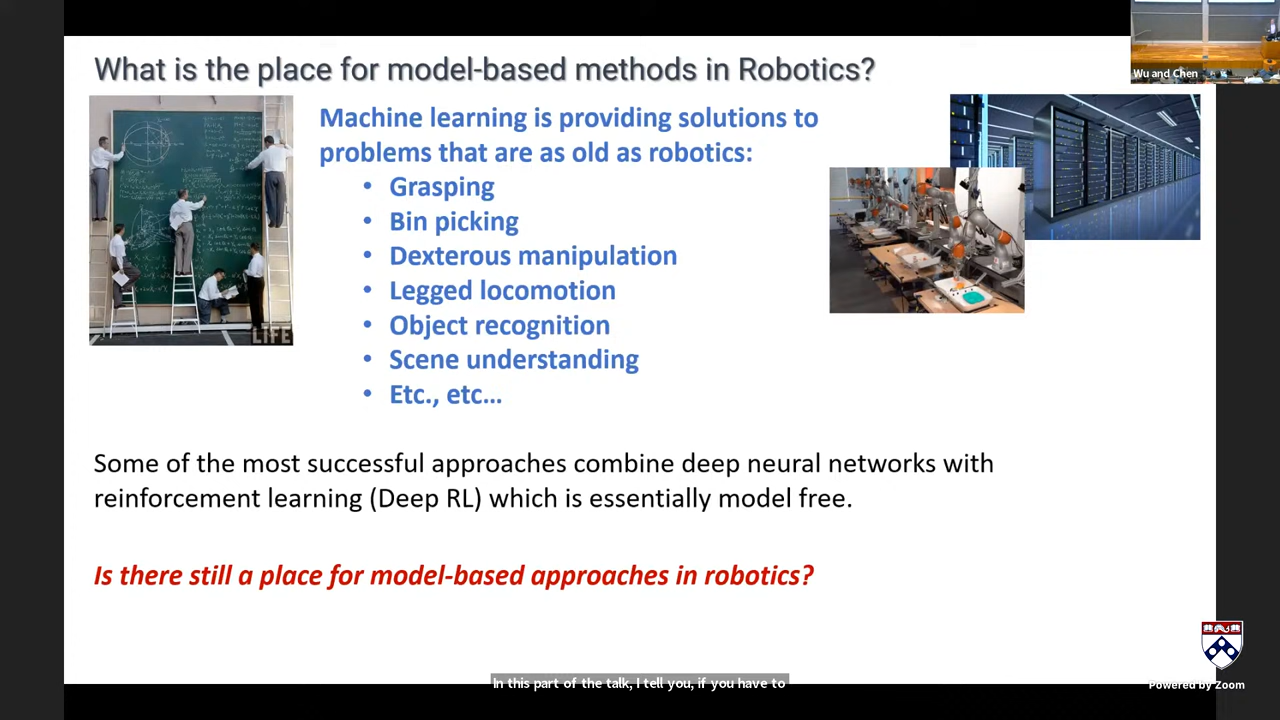 What is the place for model-based methods in Robotics?
Wu and Chen
Machine learning is providing solutions to
problems that are as old as robotics:
• Grasping
• Bin picking
• Dexterous manipulation
• Legged locomotion
• Object recognition
• Scene understanding
• Etc., etc…
LIFE
Some of the most successful approaches combine deep neural networks with
reinforcement learning (Deep RL) which is essentially model free.
Is there still a place for model-based approaches in robotics?
In this part of the talk, I tell you, if you have to
Powered by Zoom